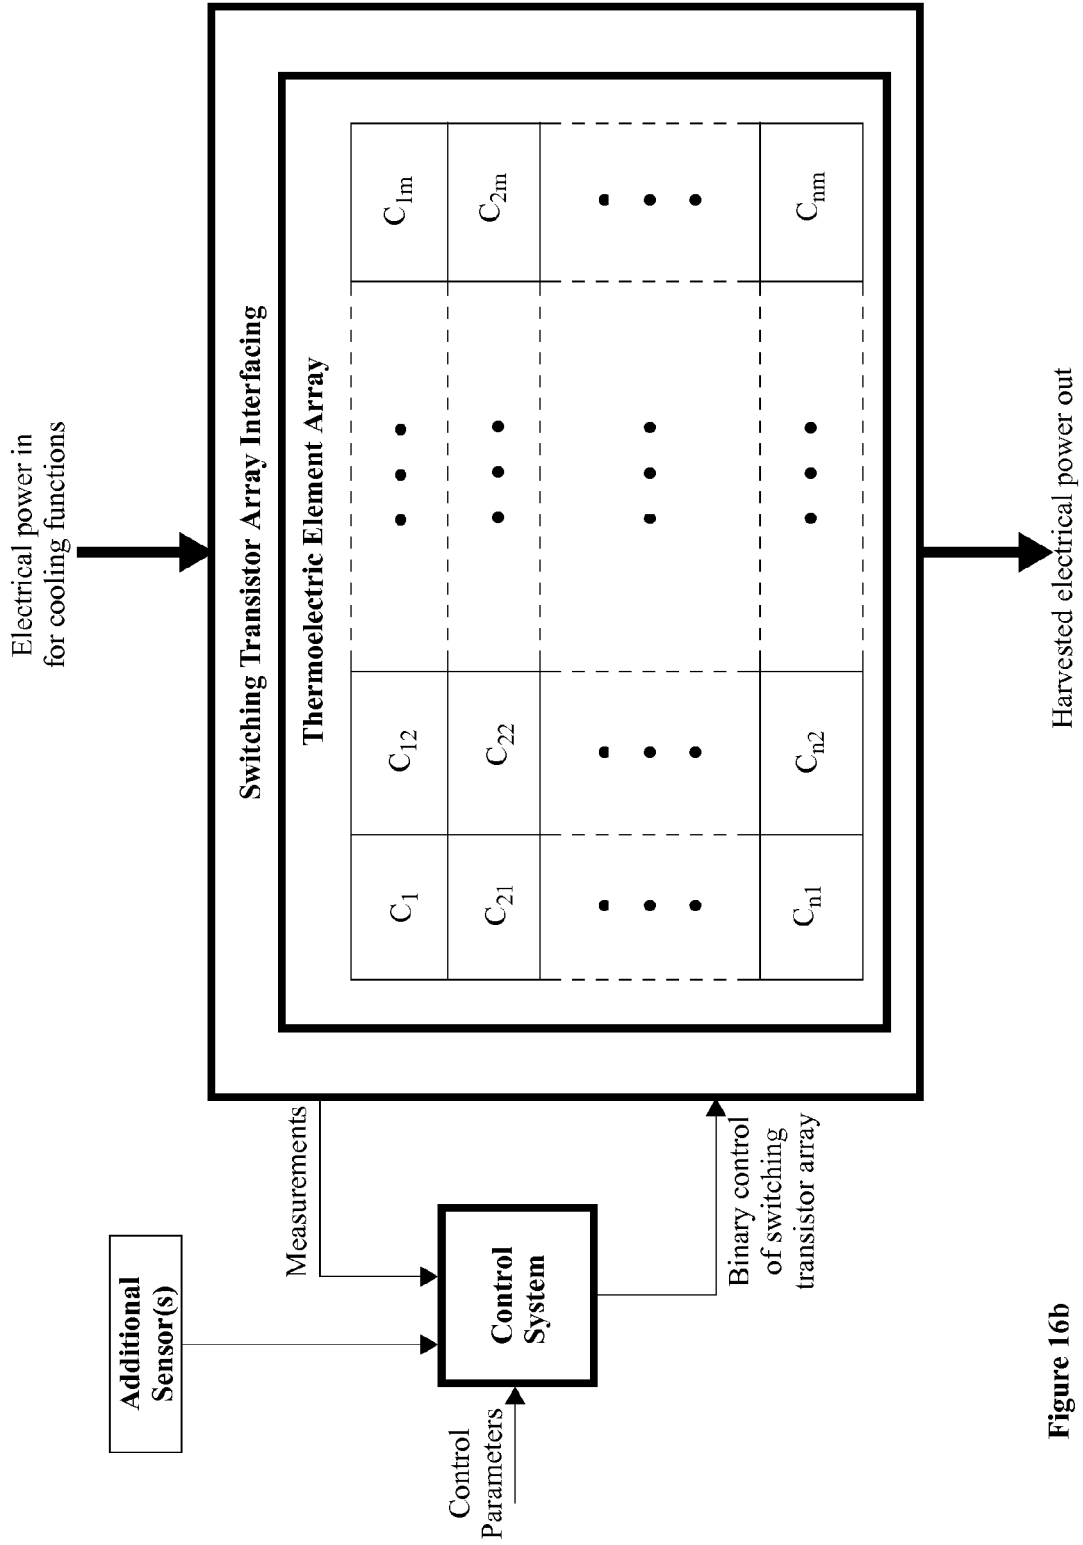 Additional
Sensor(s)
Control
Parameters
Control
System
Measurements
Binary control
of switching
transistor array
Electrical power in
for cooling functions
Switching Transistor Array Interfacing
Thermoelectric Element Array
C1 C12 C1m
C21 C22 C2m
Cn1 Cn2 Cnm
Harvested electrical power out
Figure 16b